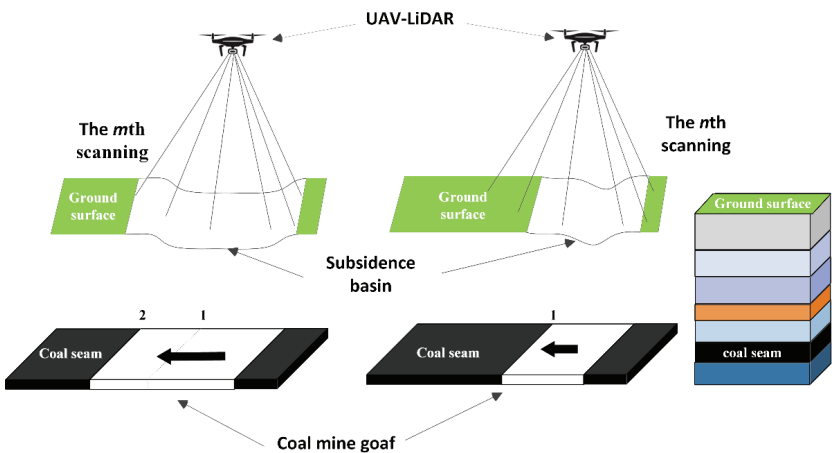 UAV-LiDAR
The mth
scanning
The nth
scanning
Ground
surface
Ground
surface
Ground surface
Subsidence
basin
2
1
1
Coal seam
Coal seam
coal seam
Coal mine goaf